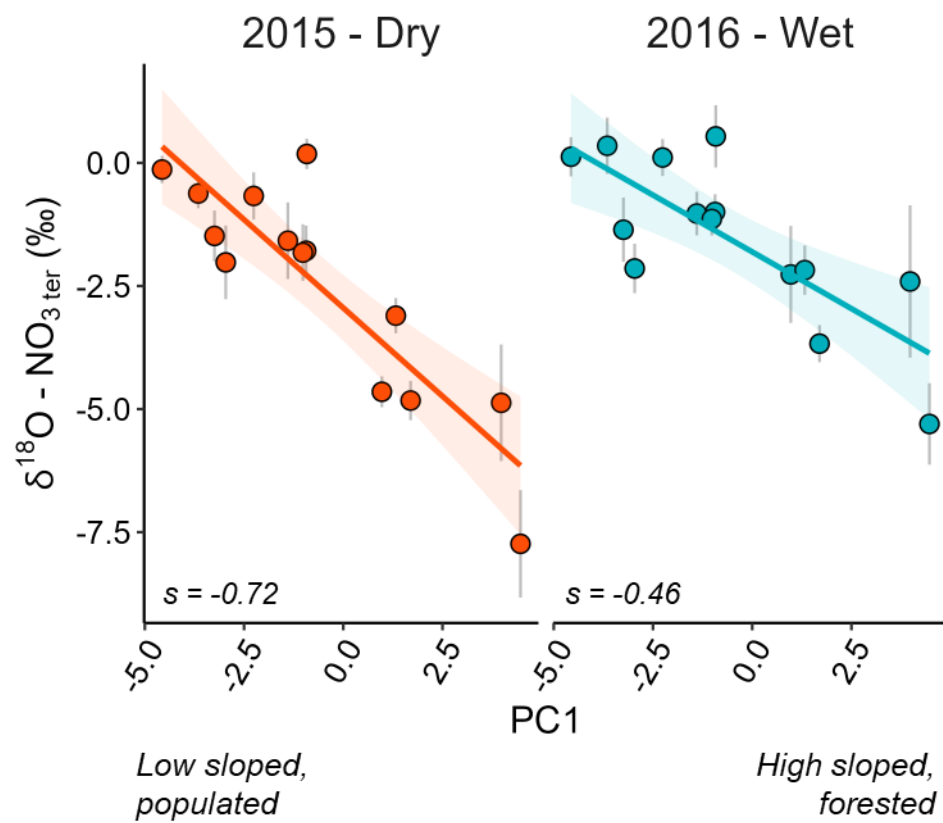 2015 - Dry
2016 - Wet
δ¹⁸O - NO₃ ter (‰)
0.0
-2.5
-5.0
-7.5
s = -0.72
s = -0.46
-5.0
-2.5
0.0
2.5
-5.0
-2.5
0.0
2.5
PC1
Low sloped,
populated
High sloped,
forested